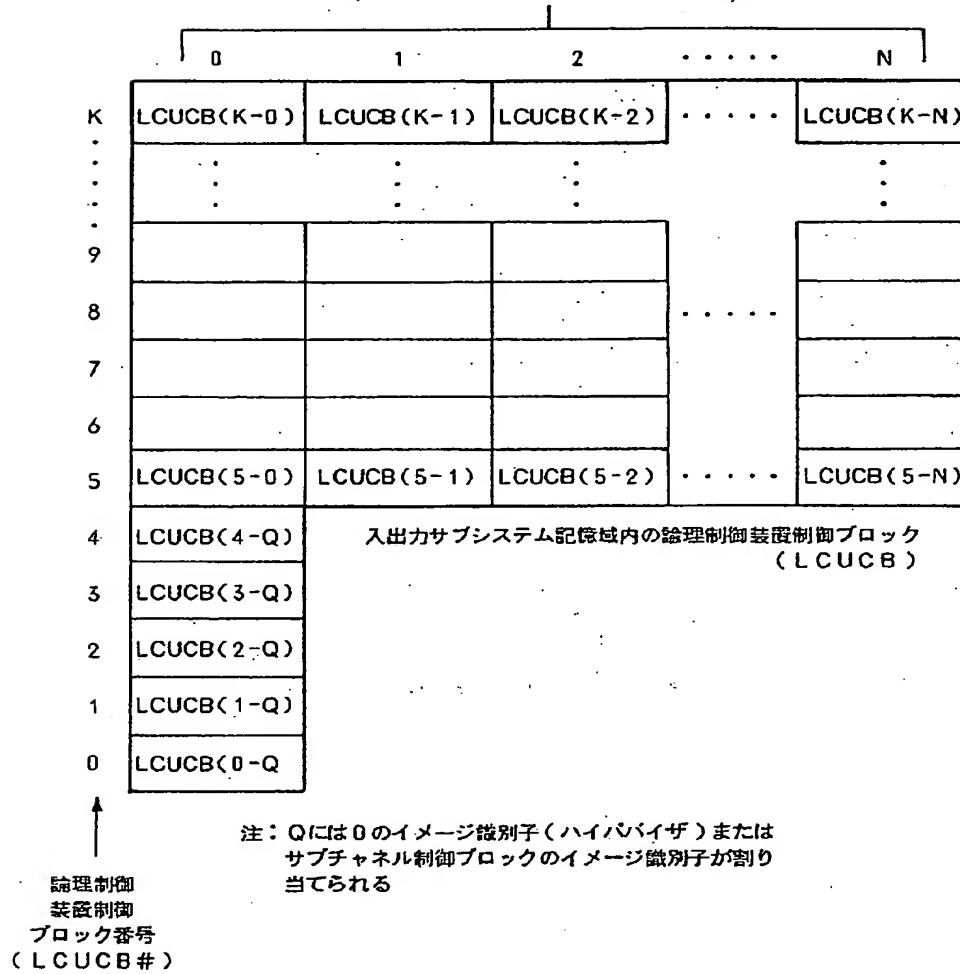 0 1 2 ・・・・・ N
K LCUCB(K-0) LCUCB(K-1) LCUCB(K-2) ・・・・・ LCUCB(K-N)
9
8 ・・・・・
7
6
5 LCUCB(5-0) LCUCB(5-1) LCUCB(5-2) ・・・・・ LCUCB(5-N)
4 LCUCB(4-Q)
入出力サブシステム記憶域内の論理制御装置制御ブロック
(LCUCB)
3 LCUCB(3-Q)
2 LCUCB(2-Q)
1 LCUCB(1-Q)
0 LCUCB(0-Q
注:Qには0のイメージ識別子(ハイパバイザ)または
サブチャネル制御ブロックのイメージ識別子が割り
当てられる
論理制御
装置制御
ブロック番号
(LCUCB#)